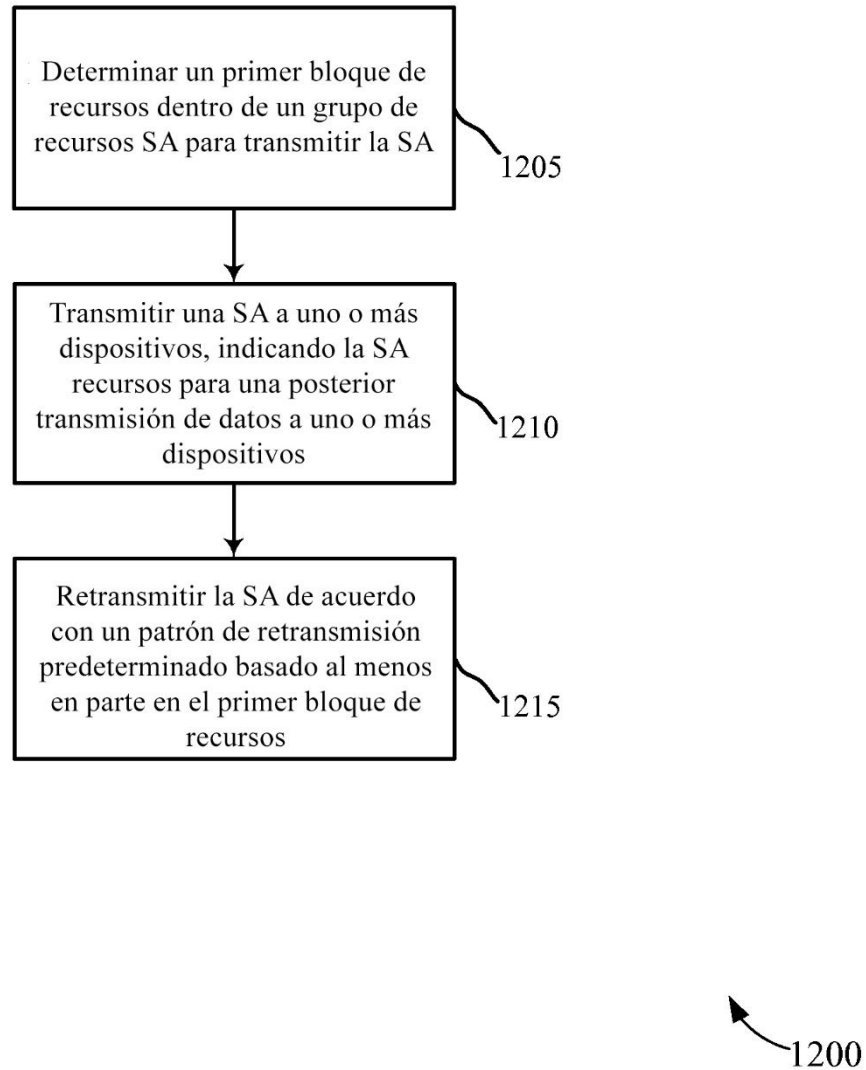 Determinar un primer bloque de
recursos dentro de un grupo de
recursos SA para transmitir la SA
1205
Transmitir una SA a uno o más
dispositivos, indicando la SA
recursos para una posterior
transmisión de datos a uno o más
dispositivos
1210
Retransmitir la SA de acuerdo
con un patrón de retransmisión
predeterminado basado al menos
en parte en el primer bloque de
recursos
1215
1200